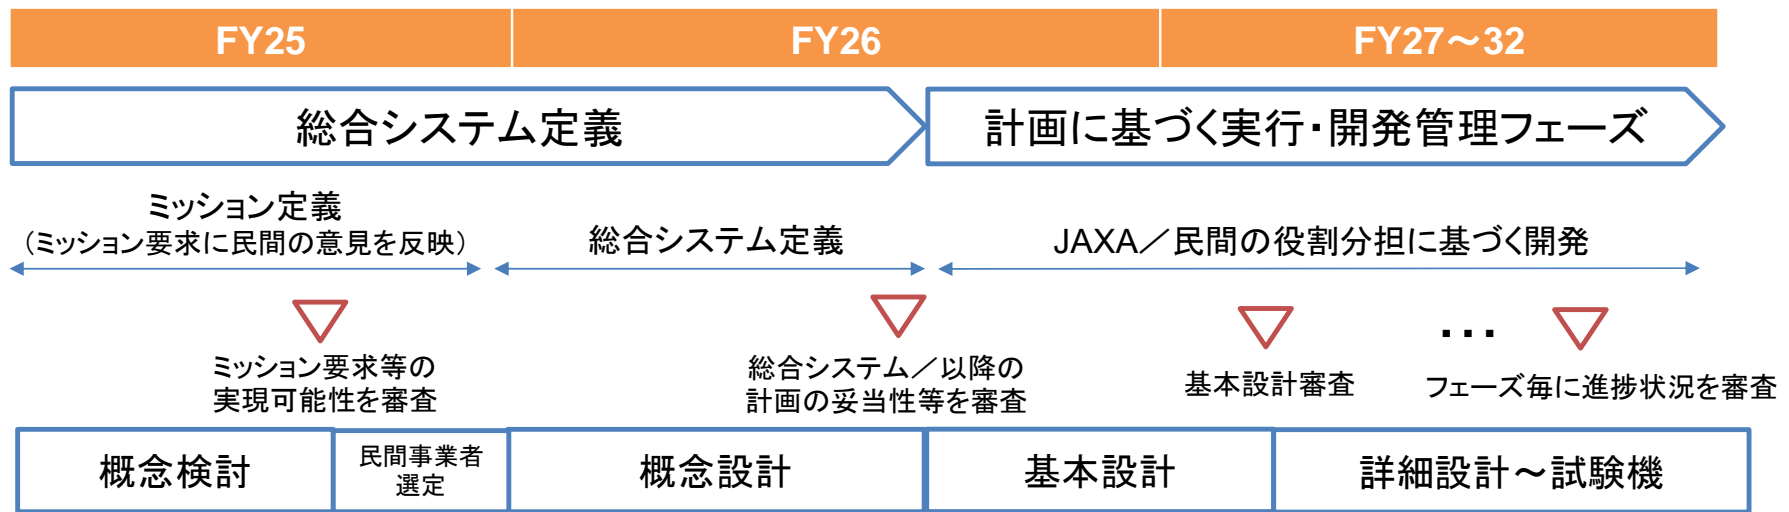 FY25
FY26
FY27～32
総合システム定義
計画に基づく実行・開発管理フェーズ
ミッション定義
（ミッション要求に民間の意見を反映）
総合システム定義
JAXA／民間の役割分担に基づく開発
・・・
ミッション要求等の
実現可能性を審査
総合システム／以降の
計画の妥当性等を審査
基本設計審査
フェーズ毎に進捗状況を審査
概念検討
民間事業者
選定
概念設計
基本設計
詳細設計～試験機